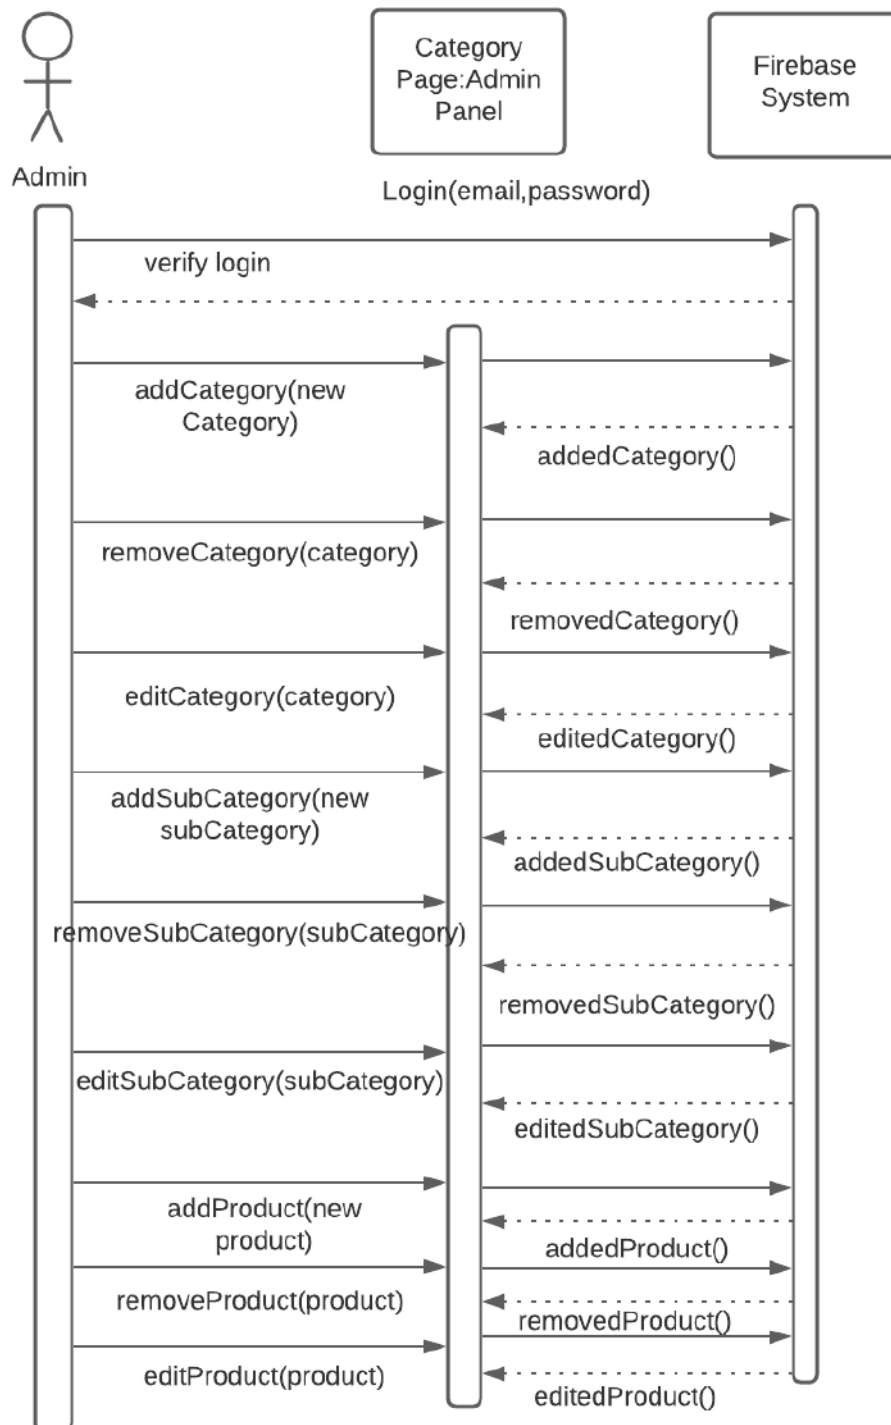 Category
Page:Admin
Panel
Firebase
System
Admin
Login(email,password)
verify login
addCategory(new
Category)
addedCategory()
removeCategory(category)
removedCategory()
editCategory(category)
editedCategory()
addSubCategory(new
subCategory)
addedSubCategory()
removeSubCategory(subCategory)
removedSubCategory()
editSubCategory(subCategory)
editedSubCategory()
addProduct(new
product)
addedProduct()
removeProduct(product)
removedProduct()
editProduct(product)
editedProduct()